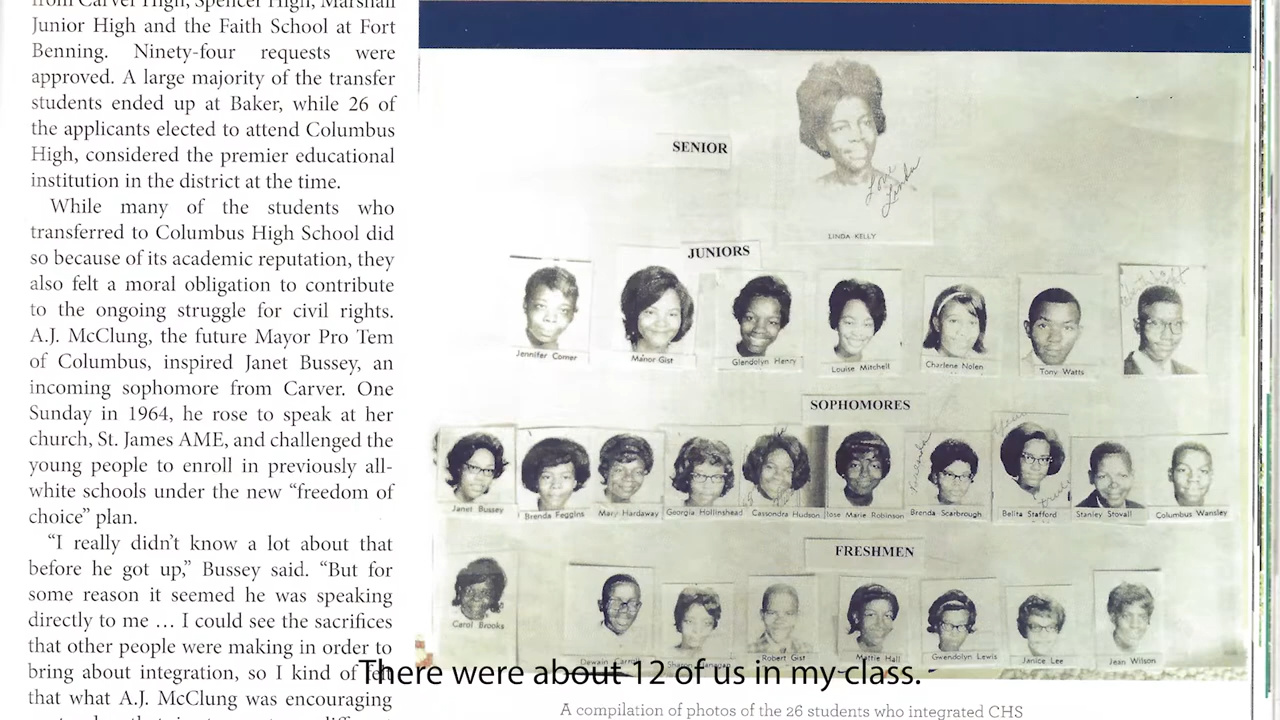 from Carver High, Spencer High, Marshall
Junior High and the Faith School at Fort
Benning. Ninety-four requests were
approved. A large majority of the transfer
students ended up at Baker, while 26 of
the applicants elected to attend Columbus
High, considered the premier educational
institution in the district at the time.
While many of the students who
transferred to Columbus High School did
so because of its academic reputation, they
also felt a moral obligation to contribute
to the ongoing struggle for civil rights.
A.J. McClung, the future Mayor Pro Tem
of Columbus, inspired Janet Bussey, an
incoming sophomore from Carver. One
Sunday in 1964, he rose to speak at her
church, St. James AME, and challenged the
young people to enroll in previously all-
white schools under the new “freedom of
choice” plan.
“I really didn’t know a lot about that
before he got up,” Bussey said. “But for
some reason it seemed he was speaking
directly to me … I could see the sacrifices
that other people were making in order to
bring about integration, so I kind of felt
that what A.J. McClung was encouraging
SENIOR
Love
Linda
LINDA KELLY
JUNIORS
Jennifer Comer
Manor Gist
Glendolyn Henry
Louise Mitchell
Charlene Nolen
Tony Watts
SOPHOMORES
Janet Bussey
Brenda Feggins
Mary Hardaway
Georgia Hollinshead
Cassondra Hudson
Rose Marie Robinson
Brenda Scarbrough
Belita Stafford
Stanley Stovall
Columbus Wansley
FRESHMEN
Carol Brooks
Robert Gist
Mattie Hall
Gwendolyn Lewis
Janice Lee
Jean Wilson
There were about 12 of us in my class.
A compilation of photos of the 26 students who integrated CHS